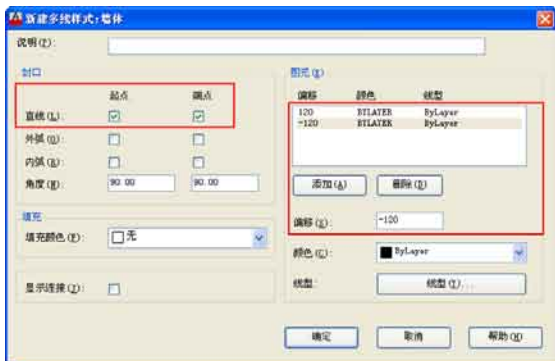 新建多线样式:墙体
说明(P):
封口
起点 端点
直线(L):
外弧(O):
内弧(R):
角度(N): 90.00 90.00
填充
填充颜色(F): 无
显示连接(J):
图元(E)
偏移 颜色 线型
120 BYLAYER ByLayer
-120 BYLAYER ByLayer
添加(A) 删除(D)
偏移(S): -120
颜色(C): ByLayer
线型: 线型(Y)...
确定 取消 帮助(H)